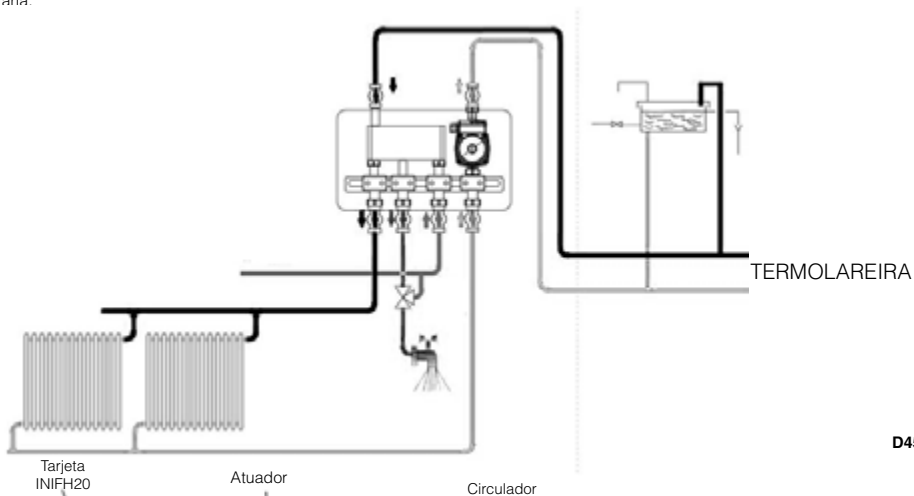 TERMOLAREIRA
D45
Tarjeta
INIFH20
Atuador
Circulador